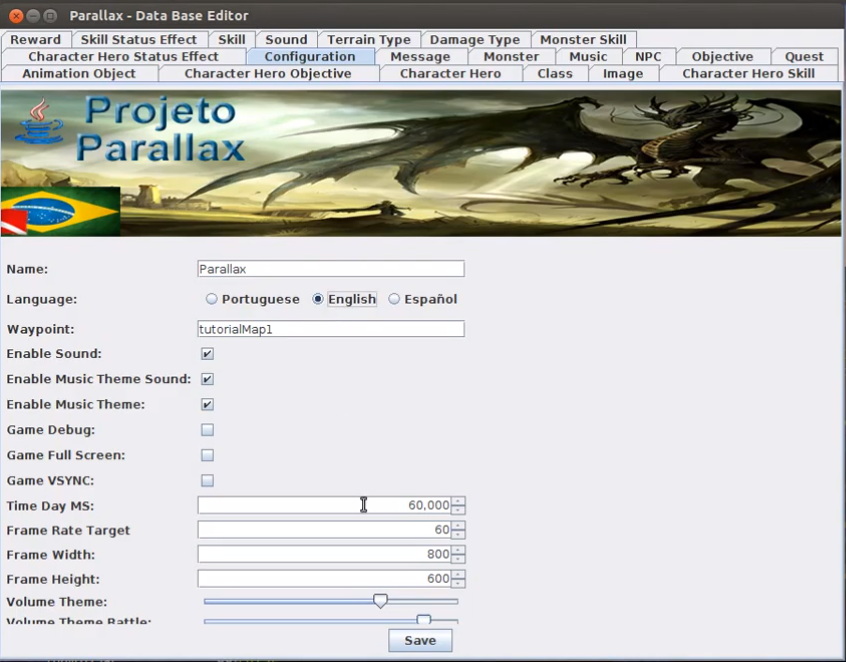 Parallax - Data Base Editor
Reward Skill Status Effect Skill Sound Terrain Type Damage Type Monster Skill
Character Hero Status Effect Configuration Message Monster Music NPC Objective Quest
Animation Object Character Hero Objective Character Hero Class Image Character Hero Skill
Projeto
Parallax
Name: Parallax
Language: Portuguese English Español
Waypoint: tutorialMap1
Enable Sound:
Enable Music Theme Sound:
Enable Music Theme:
Game Debug:
Game Full Screen:
Game VSYNC:
Time Day MS: 60,000
Frame Rate Target 60
Frame Width: 800
Frame Height: 600
Volume Theme:
Volume Theme Battle:
Save